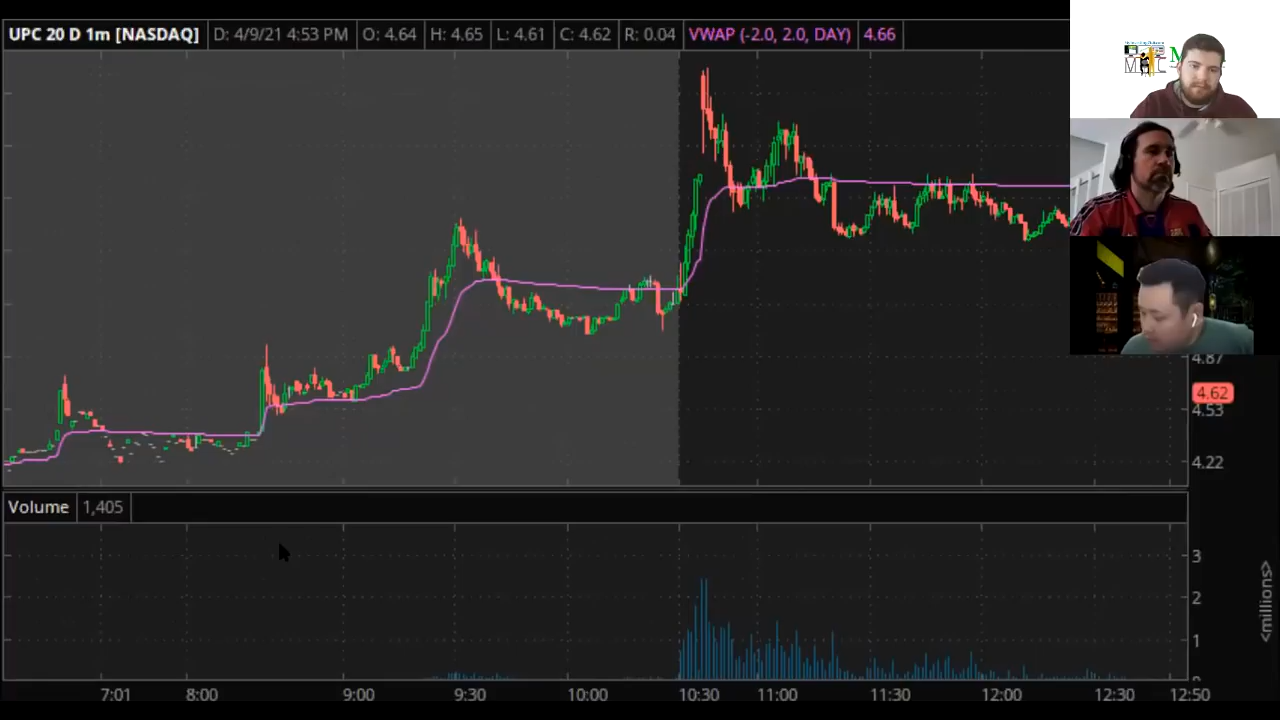 UPC 20 D 1m [NASDAQ] D: 4/9/21 4:53 PM O: 4.64 H: 4.65 L: 4.61 C: 4.62 R: 0.04 VWAP (-2.0, 2.0, DAY) 4.66
4.87
4.62
4.53
4.22
Volume 1,405
3
2
1
<millions>
7:01 8:00 9:00 9:30 10:00 10:30 11:00 11:30 12:00 12:30 12:50